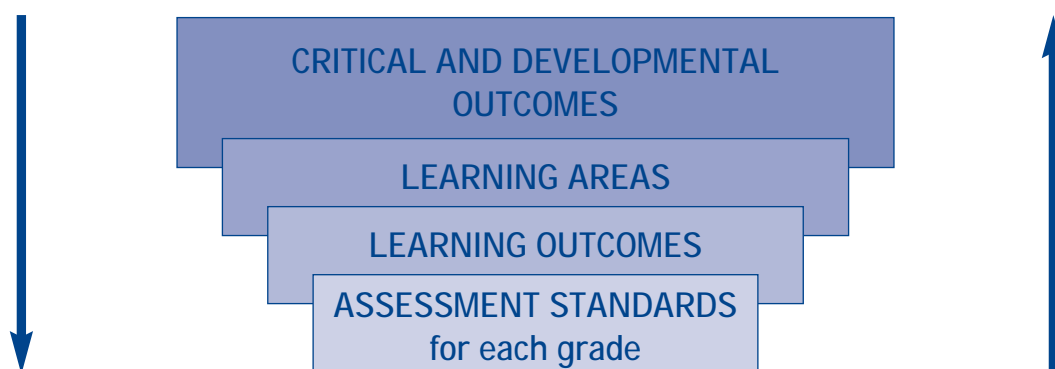 CRITICAL AND DEVELOPMENTAL
OUTCOMES
LEARNING AREAS
LEARNING OUTCOMES
ASSESSMENT STANDARDS
for each grade